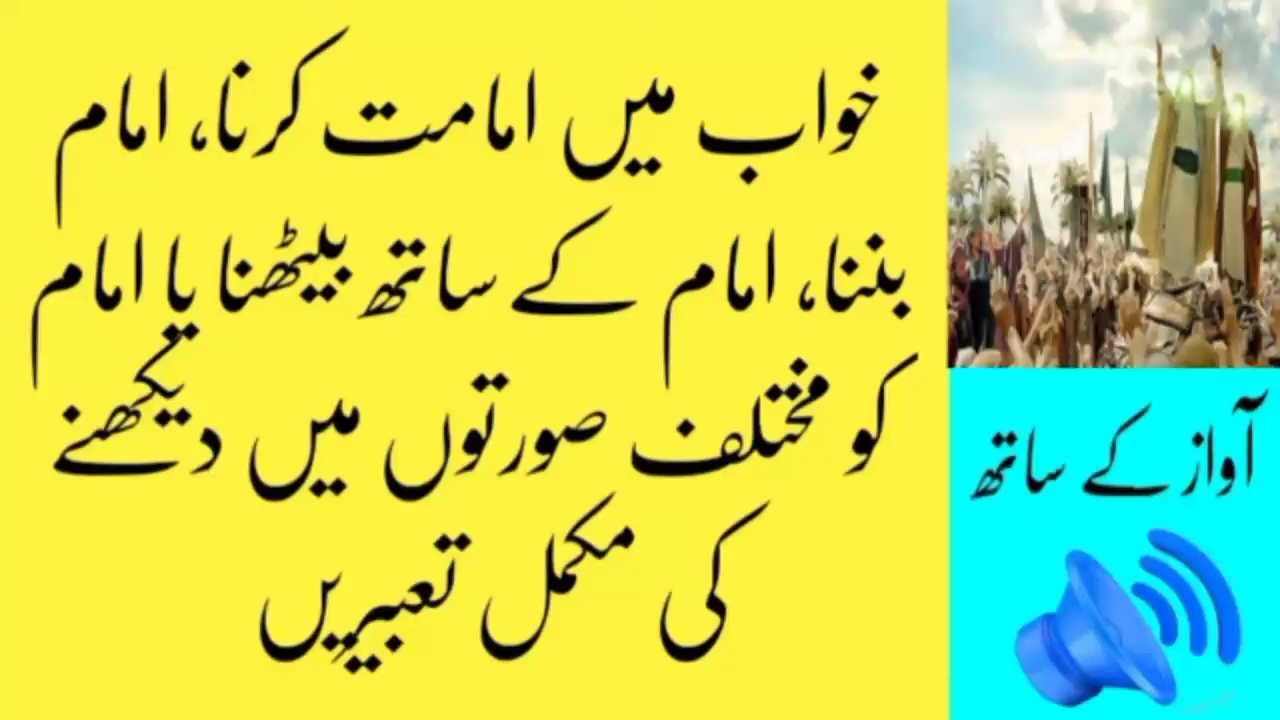 خواب میں امامت کرنا، امام
بننا، امام کے ساتھ بیٹھنا یا امام
کو مختلف صورتوں میں دیکھنے
کی مکمل تعبیریں
آواز کے ساتھ